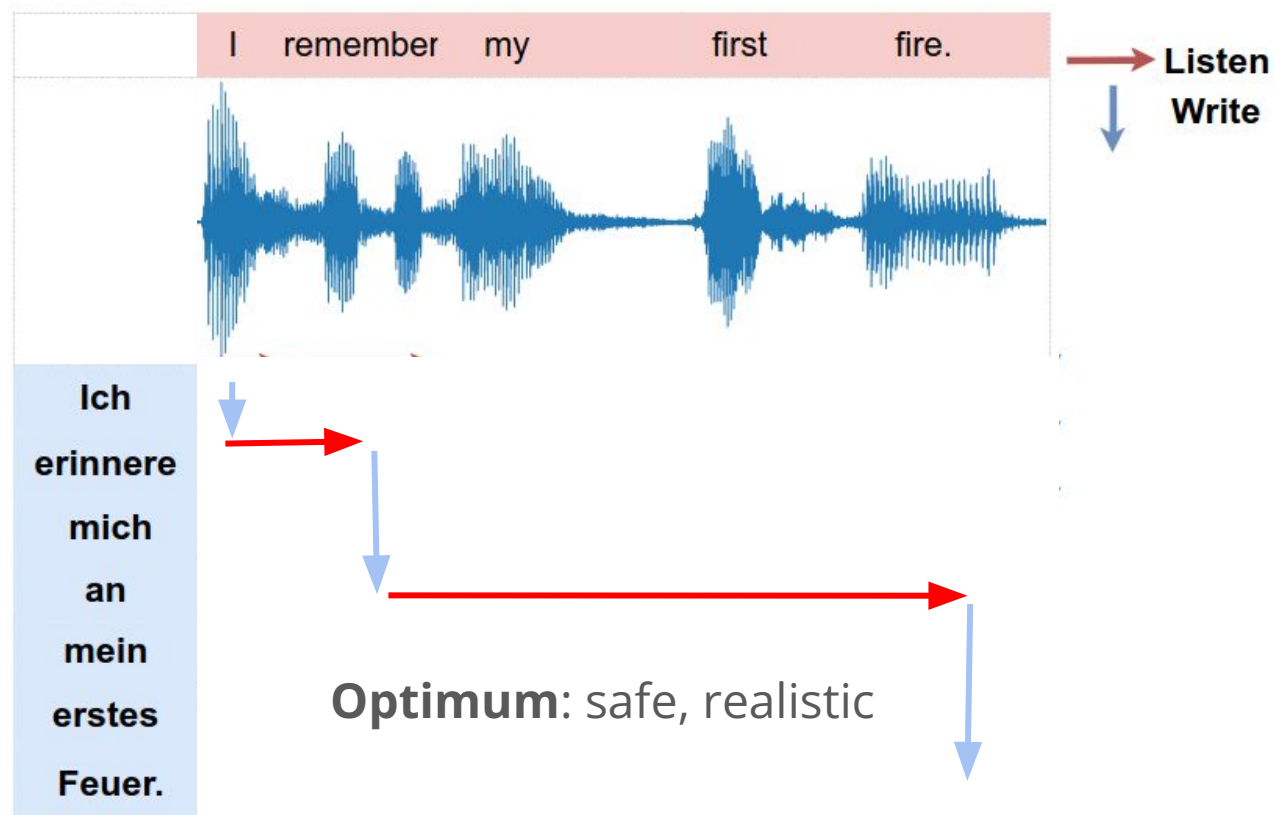 I remember my first fire.
Listen
Write
Ich
erinnere
mich
an
mein
erstes
Feuer.
Optimum: safe, realistic